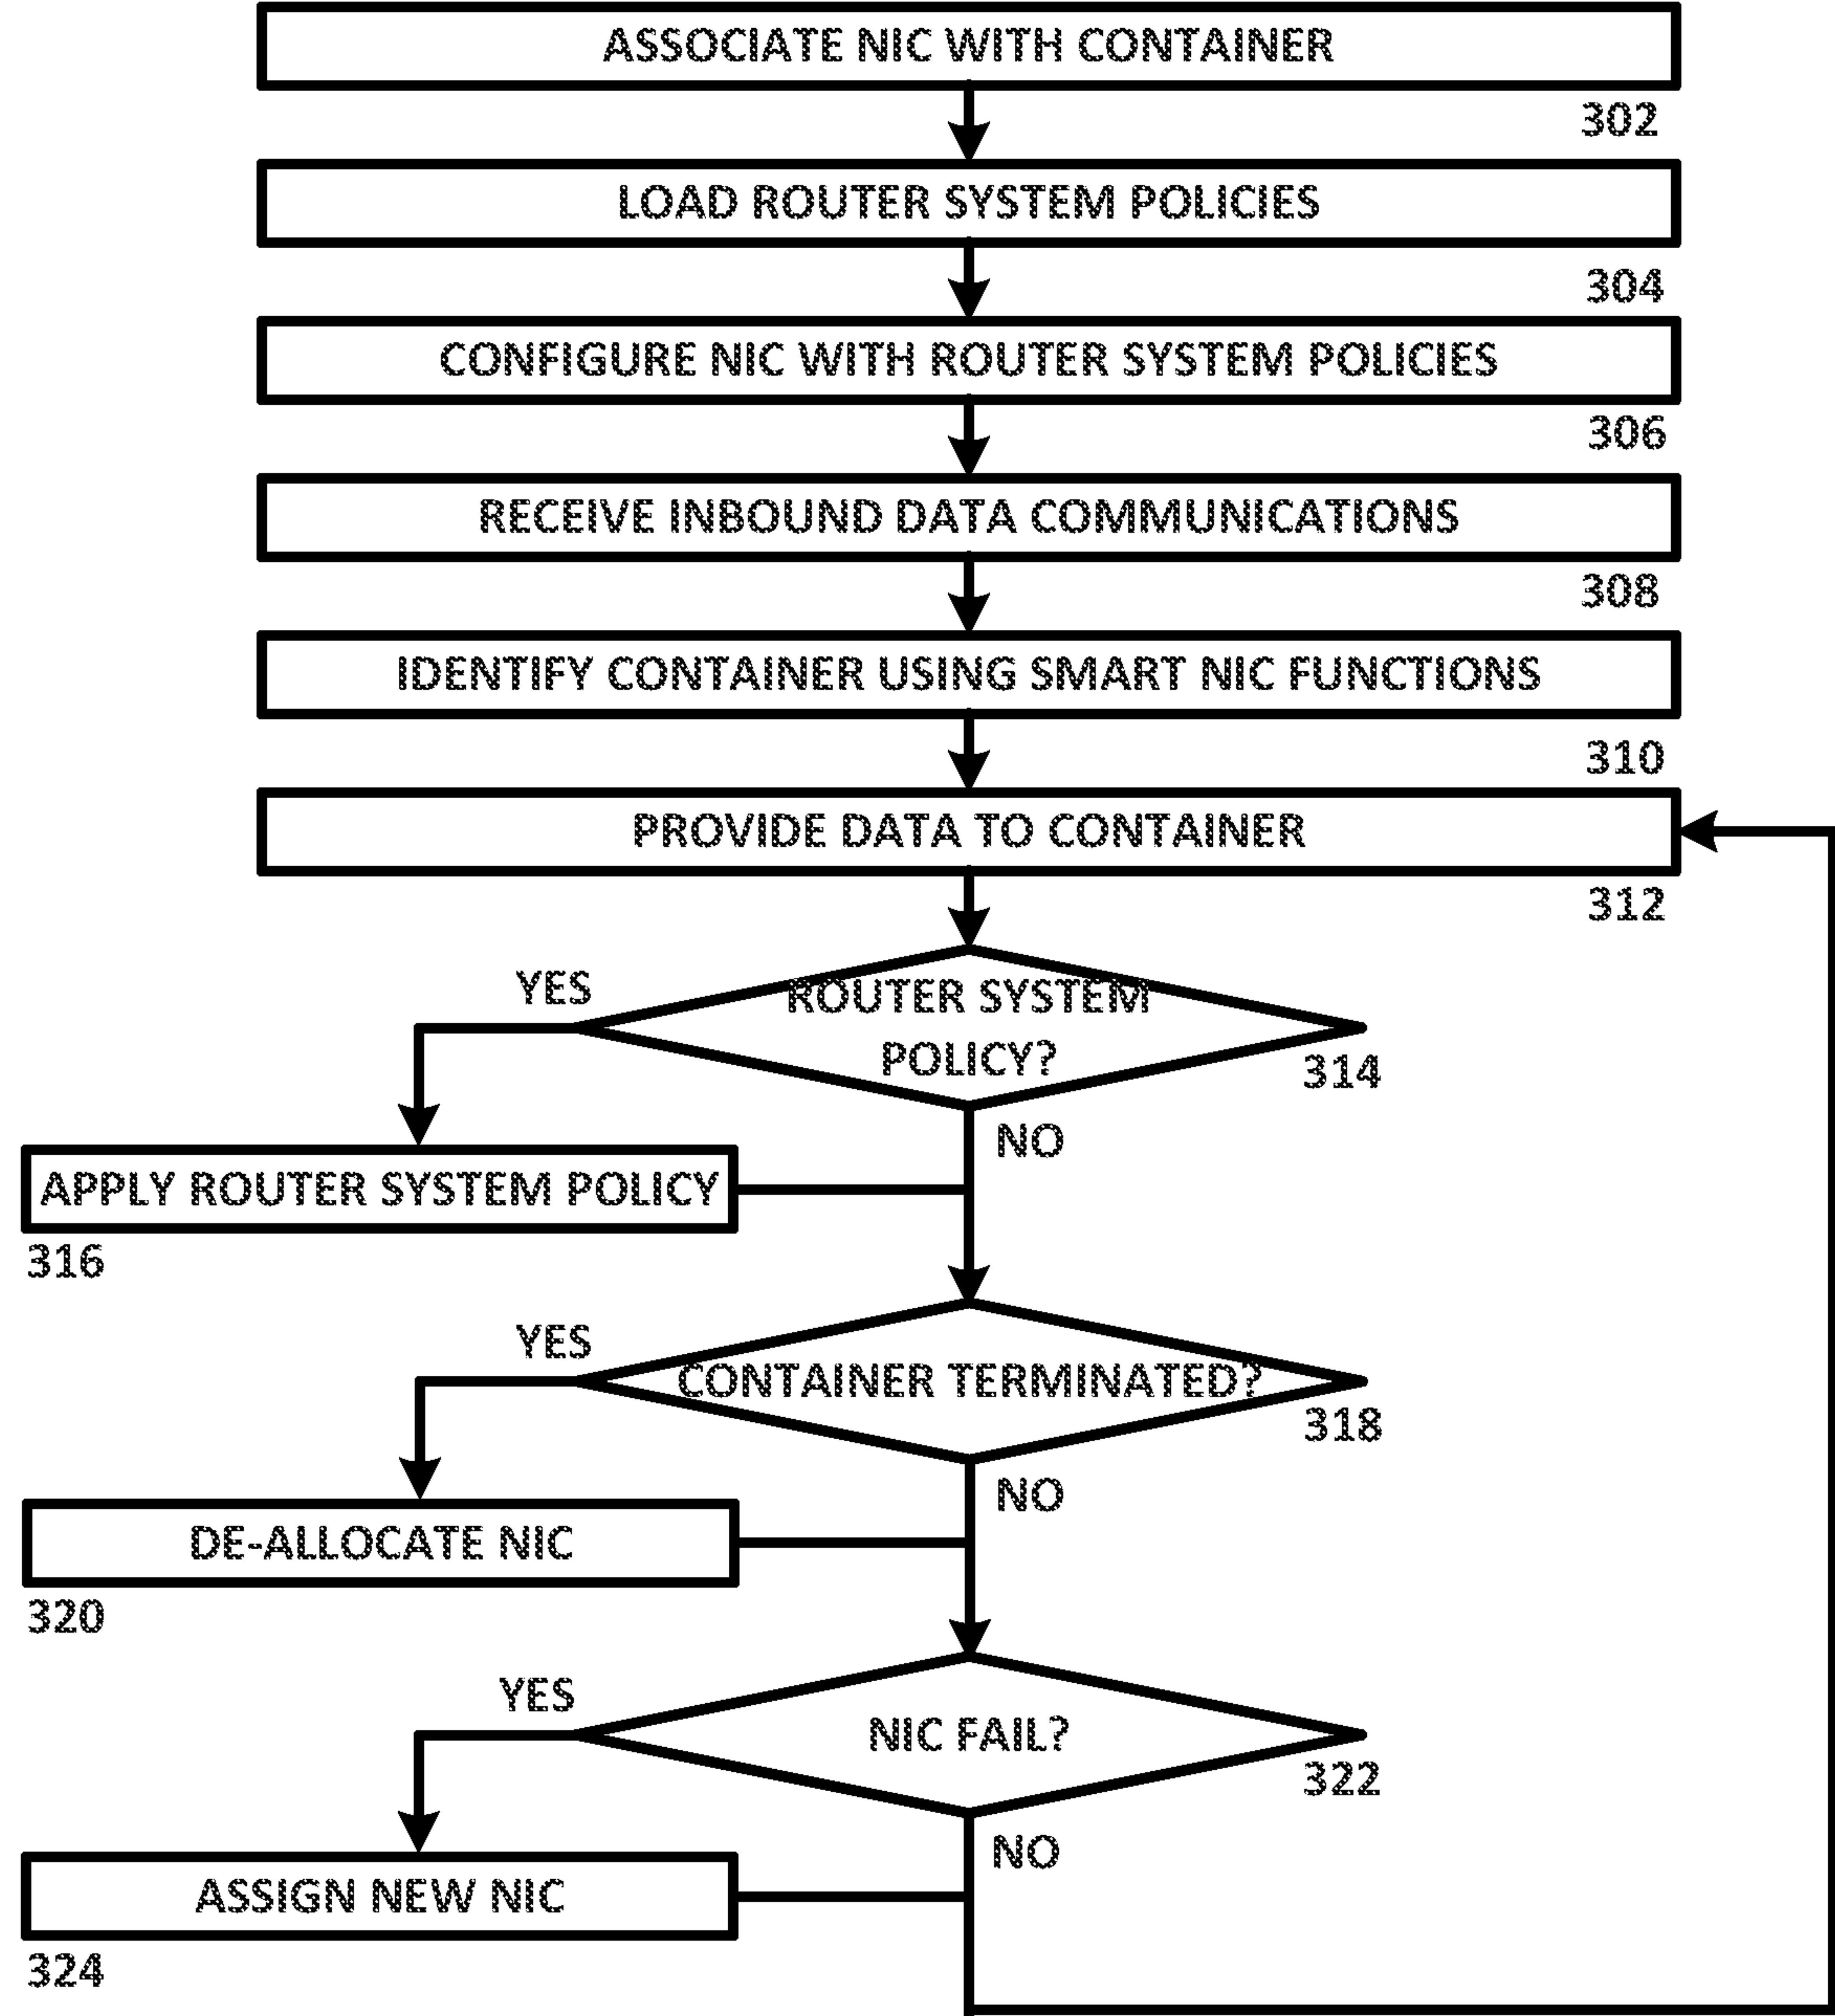 ASSOCIATE NIC WITH CONTAINER
302
LOAD ROUTER SYSTEM POLICIES
304
CONFIGURE NIC WITH ROUTER SYSTEM POLICIES
306
RECEIVE INBOUND DATA COMMUNICATIONS
308
IDENTIFY CONTAINER USING SMART NIC FUNCTIONS
310
PROVIDE DATA TO CONTAINER
312
YES
ROUTER SYSTEM
POLICY?
314
NO
APPLY ROUTER SYSTEM POLICY
316
YES
CONTAINER TERMINATED?
318
NO
DE-ALLOCATE NIC
320
YES
NIC FAIL?
322
NO
ASSIGN NEW NIC
324